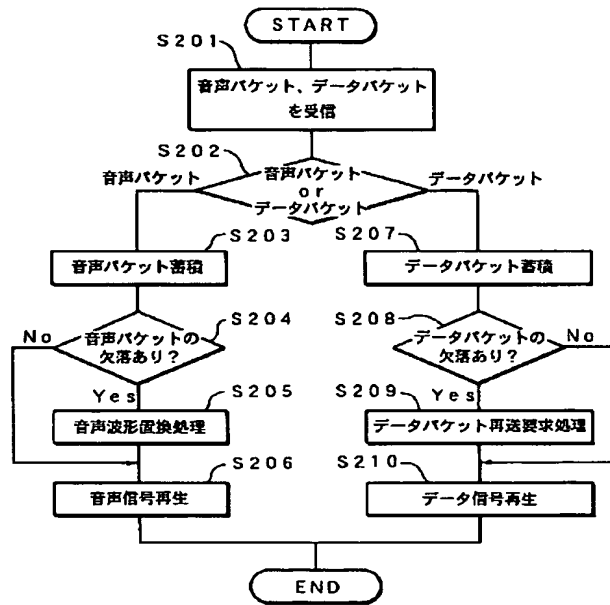 START
S201
音声パケット、データパケット
を受信
S202
音声パケット
音声パケット
or
データパケット
データパケット
S203
音声パケット蓄積
S204
音声パケットの
欠落あり?
No
Yes
S205
音声波形置換処理
S206
音声信号再生
S207
データパケット蓄積
S208
データパケットの
欠落あり?
No
Yes
S209
データパケット再送要求処理
S210
データ信号再生
END